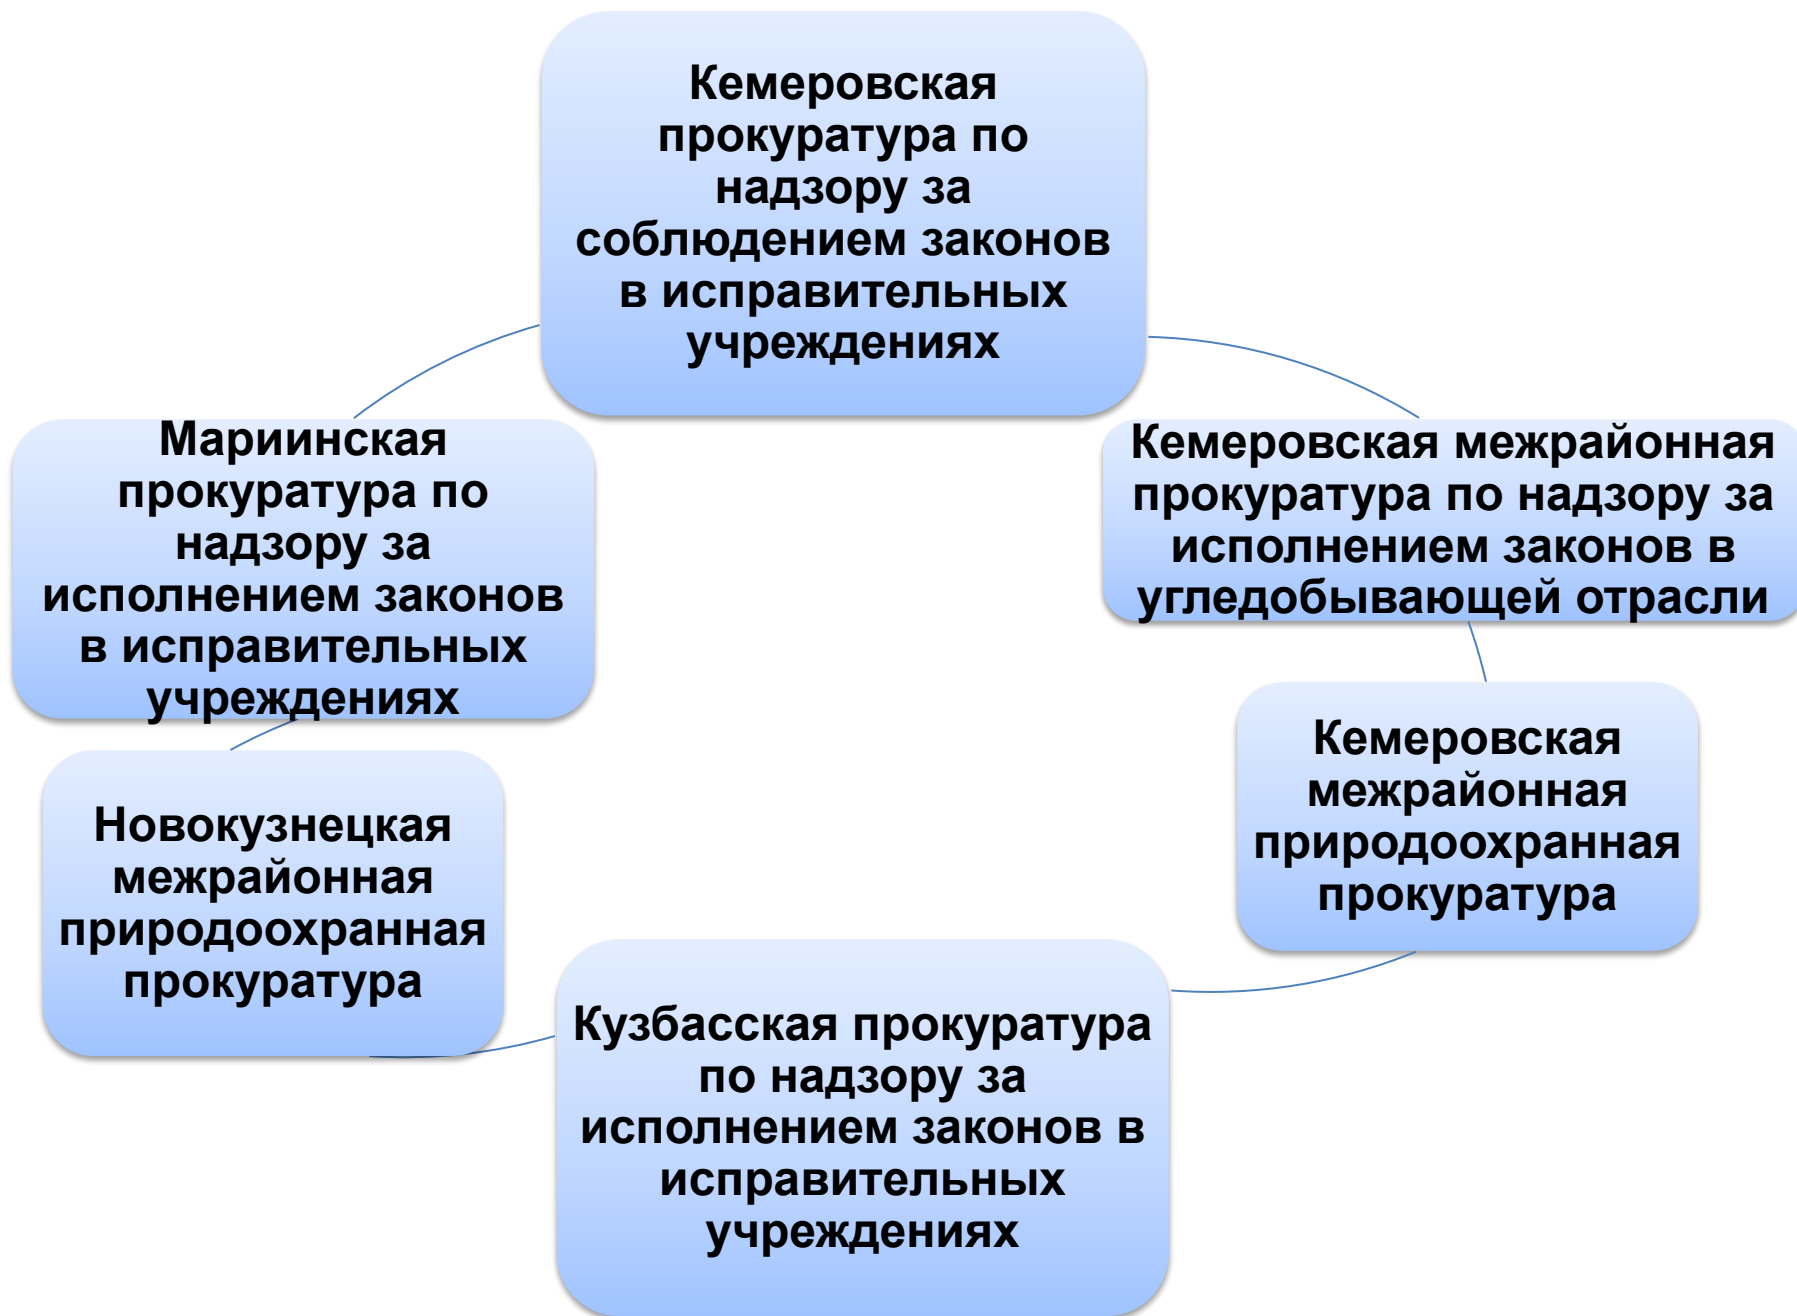 Кемеровская
прокуратура по
надзору за
соблюдением законов
в исправительных
учреждениях
Мариинская
прокуратура по
надзору за
исполнением законов
в исправительных
учреждениях
Кемеровская межрайонная
прокуратура по надзору за
исполнением законов в
угледобывающей отрасли
Новокузнецкая
межрайонная
природоохранная
прокуратура
Кемеровская
межрайонная
природоохранная
прокуратура
Кузбасская прокуратура
по надзору за
исполнением законов в
исправительных
учреждениях